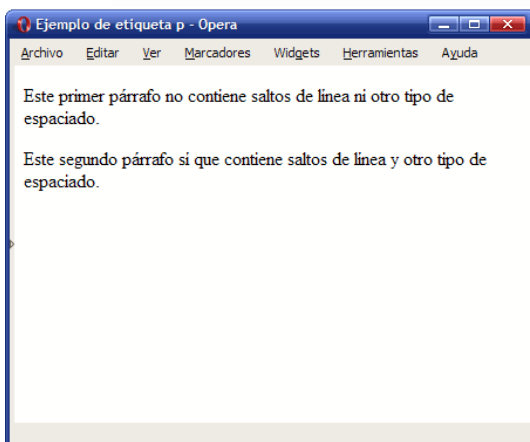 Ejemplo de etiqueta p - Opera
Archivo Editar Ver Marcadores Widgets Herramientas Ayuda
Este primer párrafo no contiene saltos de línea ni otro tipo de
espaciado.
Este segundo párrafo sí que contiene saltos de línea y otro tipo de
espaciado.